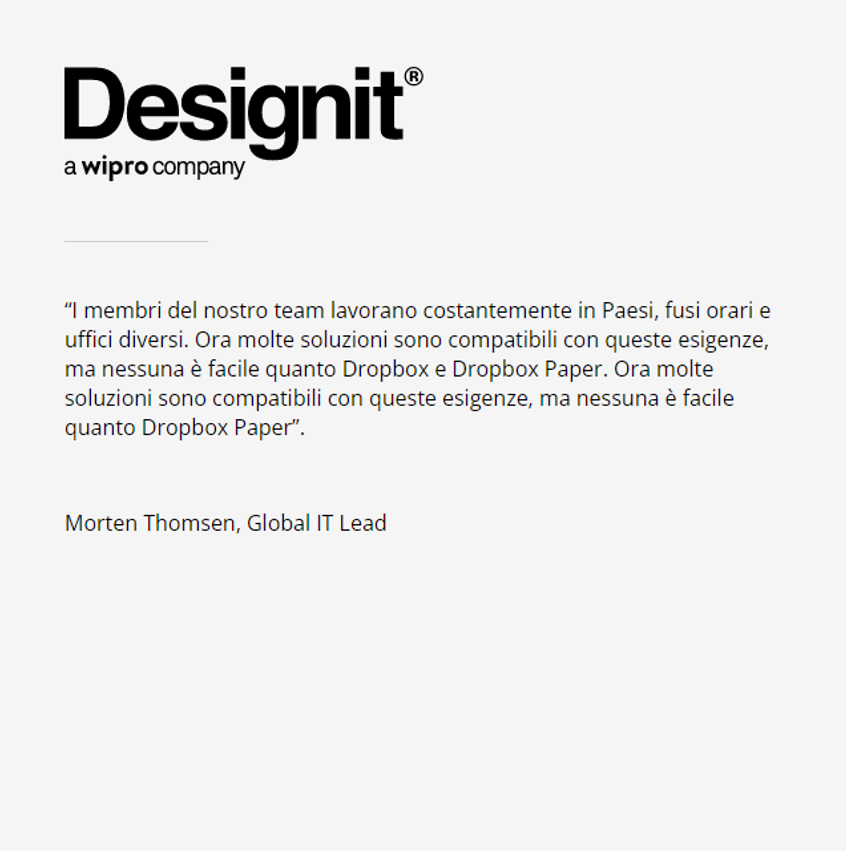 Designit®
a wipro company
“I membri del nostro team lavorano costantemente in Paesi, fusi orari e
uffici diversi. Ora molte soluzioni sono compatibili con queste esigenze,
ma nessuna è facile quanto Dropbox e Dropbox Paper. Ora molte
soluzioni sono compatibili con queste esigenze, ma nessuna è facile
quanto Dropbox Paper”.
Morten Thomsen, Global IT Lead